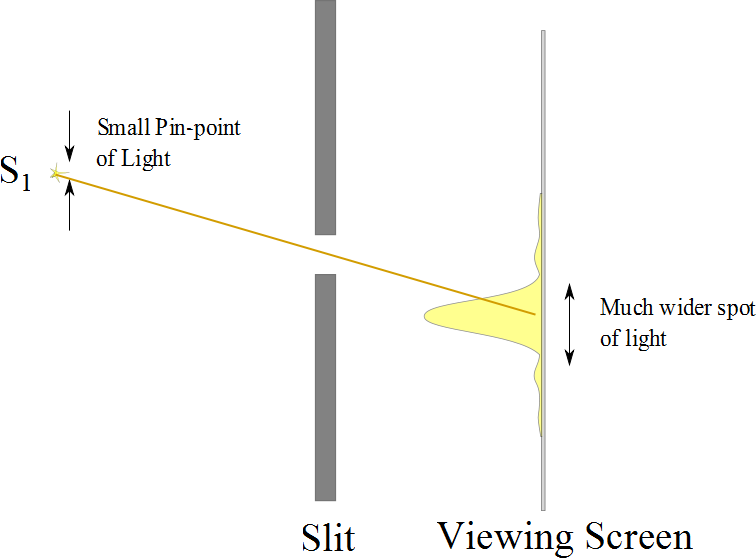 Small Pin-point
of Light
S1
Much wider spot
of light
Slit
Viewing Screen